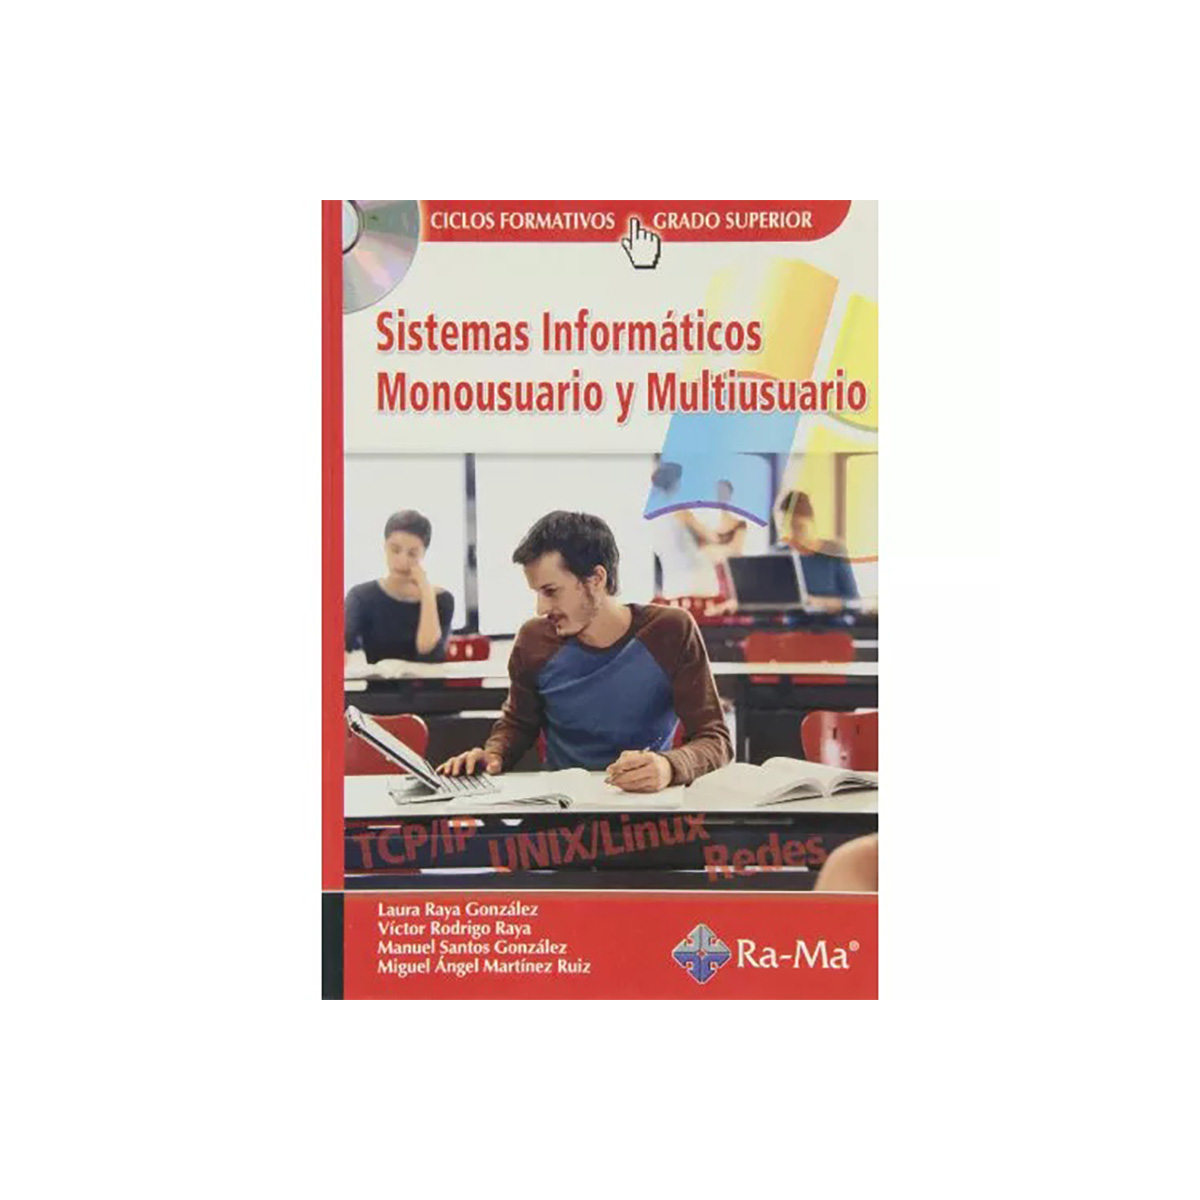 CICLOS FORMATIVOS GRADO SUPERIOR
Sistemas Informáticos
Monousuario y Multiusuario
TCP/IP UNIX/Linux Redes
Laura Raya González
Víctor Rodrigo Raya
Manuel Santos González
Miguel Ángel Martínez Ruiz
Ra-Ma®